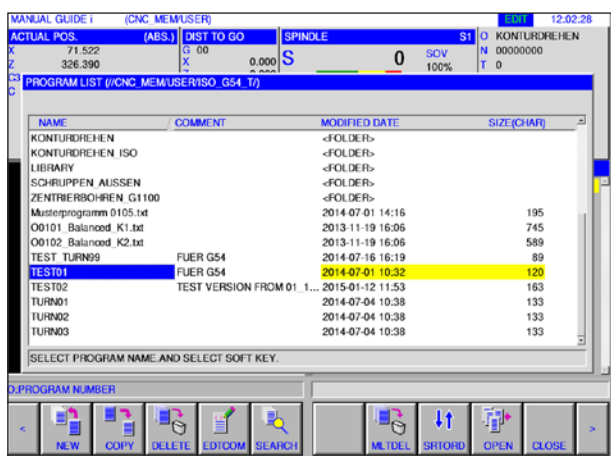 MANUAL GUIDE i (CNC_MEM/USER) EDIT 12.02.28
ACTUAL POS. (ABS.) DIST TO GO SPINDLE S1 O KONTURDREHEN
X 71.522 G 00 S 0 SOV 100% N 00000000
Z 326.390 X 0.000 T 0
C3
C
PROGRAM LIST (//CNC_MEM/USER/ISO_G54_T/)
NAME COMMENT MODIFIED DATE SIZE(CHAR)
KONTURDREHEN <FOLDER>
KONTURDREHEN_ISO <FOLDER>
LIBRARY <FOLDER>
SCHRUPPEN_AUSSEN <FOLDER>
ZENTRIERBOHREN_G1100 <FOLDER>
Musterprogramm 0105.txt 2014-07-01 14:16 195
O0101_Balanced_K1.txt 2013-11-19 16:06 745
O0102_Balanced_K2.txt 2013-11-19 16:06 589
TEST_TURN99 FUER G54 2014-07-16 16:19 89
TEST01 FUER G54 2014-07-01 10:32 120
TEST02 TEST VERSION FROM 01_1... 2015-01-12 11:53 163
TURN01 2014-07-04 10:38 133
TURN02 2014-07-04 10:38 133
TURN03 2014-07-04 10:38 133
SELECT PROGRAM NAME.AND SELECT SOFT KEY.
O:PROGRAM NUMBER
< NEW COPY DELETE EDTCOM SEARCH MLTDEL SRTORD OPEN CLOSE >